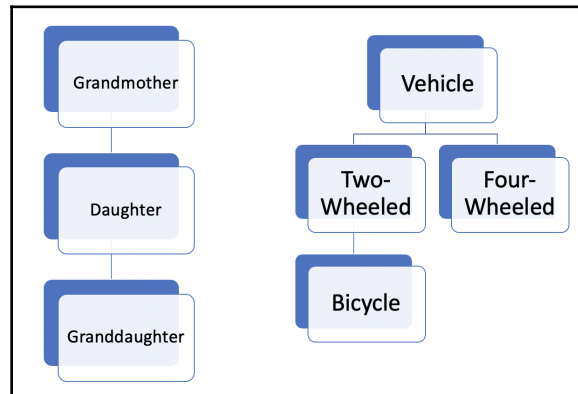 Grandmother
Daughter
Granddaughter
Vehicle
Two-
Wheeled
Four-
Wheeled
Bicycle